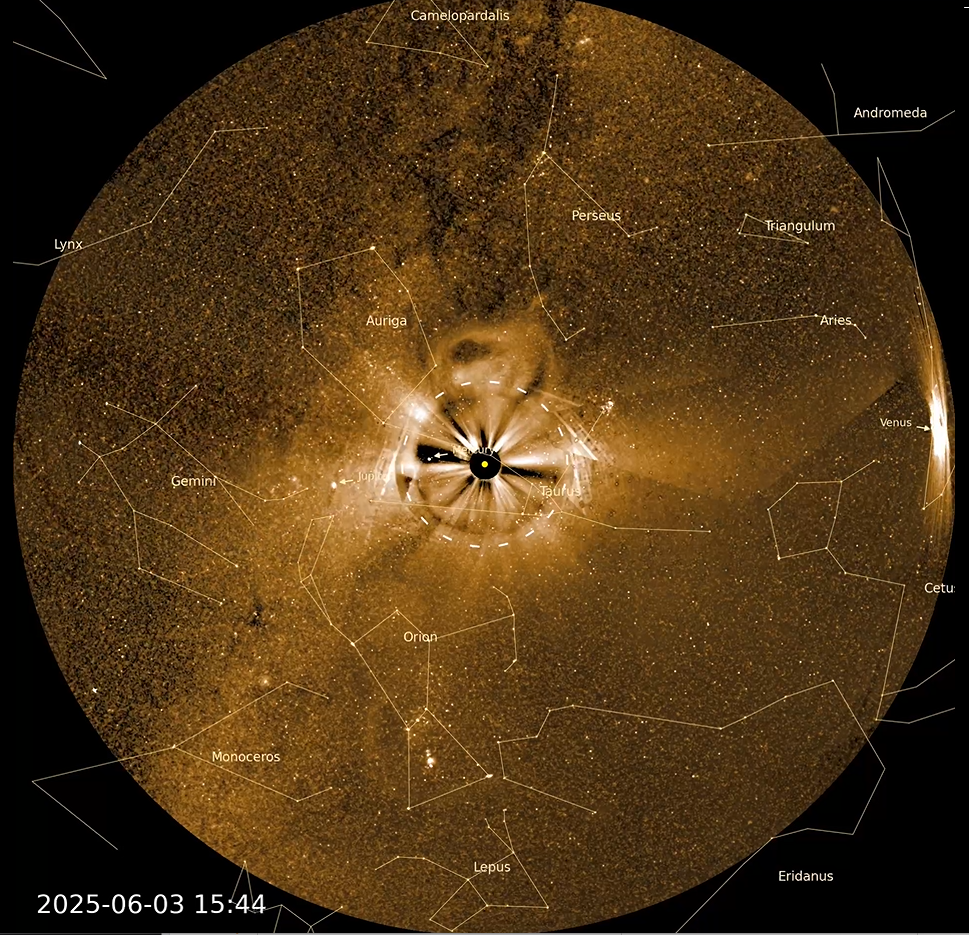 Camelopardalis
Andromeda
Perseus
Triangulum
Lynx
Auriga
Aries
Venus
Gemini
Taurus
Orion
Monoceros
Lepus
Eridanus
2025-06-03 15:44